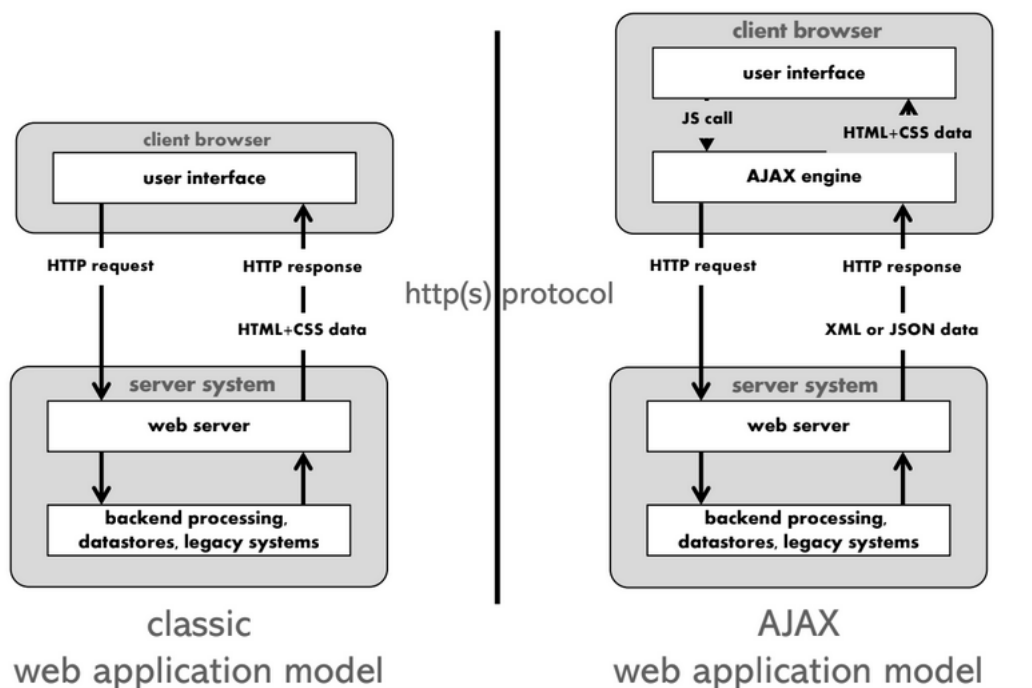 client browser
user interface
HTTP request
HTTP response
HTML+CSS data
server system
web server
backend processing,
datastores, legacy systems
classic
web application model
http(s) protocol
client browser
user interface
JS call
HTML+CSS data
AJAX engine
HTTP request
HTTP response
XML or JSON data
server system
web server
backend processing,
datastores, legacy systems
AJAX
web application model